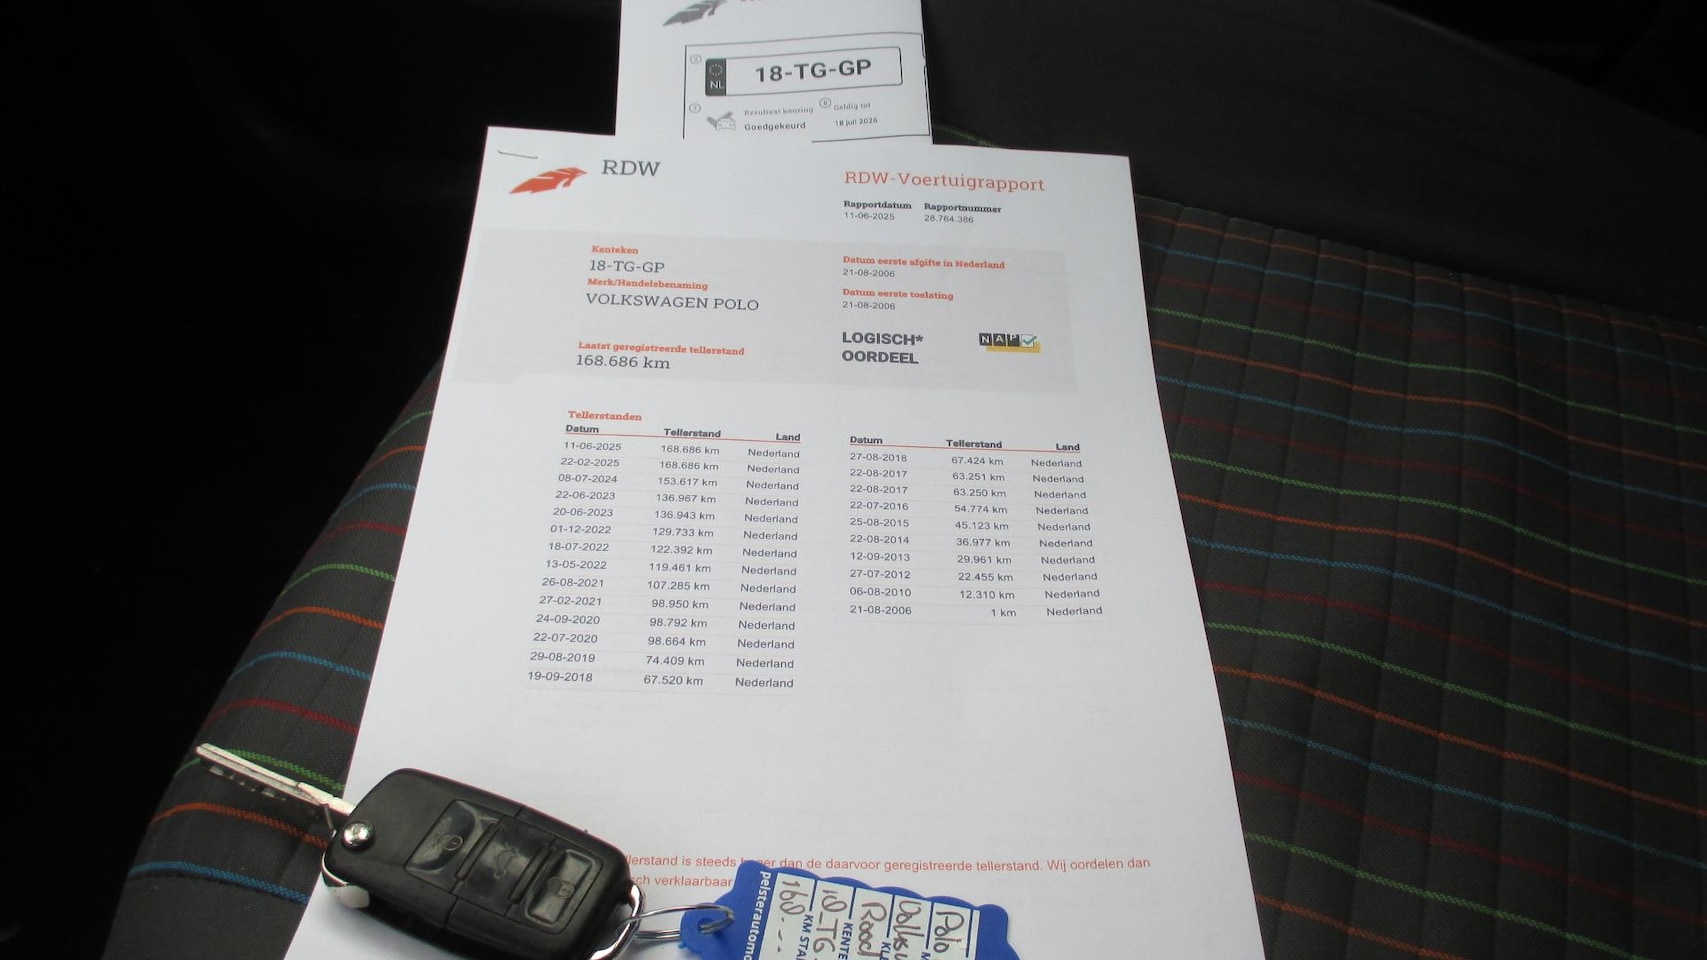 18-TG-GP
NL
Resultaat keuring
Geldig tot
Goedgekeurd
18 juli 2026
RDW
RDW-Voertuigrapport
Rapportdatum Rapportnummer
11-06-2025 28.764.386
Kenteken
18-TG-GP
Merk/Handelsbenaming
VOLKSWAGEN POLO
Datum eerste afgifte in Nederland
21-08-2006
Datum eerste toelating
21-08-2006
Laatst geregistreerde tellerstand
168.686 km
LOGISCH*
OORDEEL
NAP
Tellerstanden
Datum Tellerstand Land
11-06-2025 168.686 km Nederland
22-02-2025 168.686 km Nederland
08-07-2024 153.617 km Nederland
22-06-2023 136.967 km Nederland
20-06-2023 136.943 km Nederland
01-12-2022 129.733 km Nederland
18-07-2022 122.392 km Nederland
13-05-2022 119.461 km Nederland
26-08-2021 107.285 km Nederland
27-02-2021 98.950 km Nederland
24-09-2020 98.792 km Nederland
22-07-2020 98.664 km Nederland
29-08-2019 74.409 km Nederland
19-09-2018 67.520 km Nederland
Datum Tellerstand Land
27-08-2018 67.424 km Nederland
22-08-2017 63.251 km Nederland
22-08-2017 63.250 km Nederland
22-07-2016 54.774 km Nederland
25-08-2015 45.123 km Nederland
22-08-2014 36.977 km Nederland
12-09-2013 29.961 km Nederland
27-07-2012 22.455 km Nederland
06-08-2010 12.310 km Nederland
21-08-2006 1 km Nederland
llerstand is steeds hoger dan de daarvoor geregistreerde tellerstand. Wij oordelen dan
sch verklaarbaar
Polo
Volksw
KL
Rood
KENTE
KM STA
160
pelsterautomo